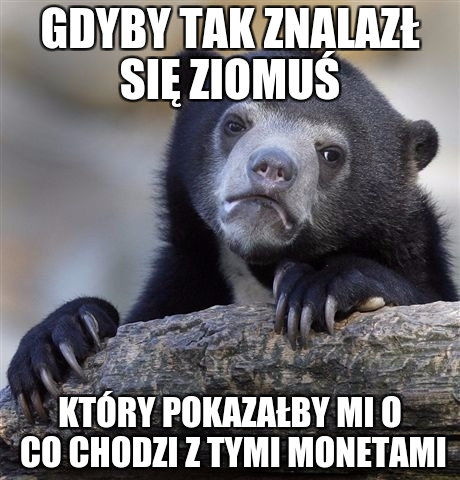 GDYBY TAK ZNALAZŁ
SIĘ ZIOMUŚ
KTÓRY POKAZAŁBY MI O
CO CHODZI Z TYMI MONETAMI